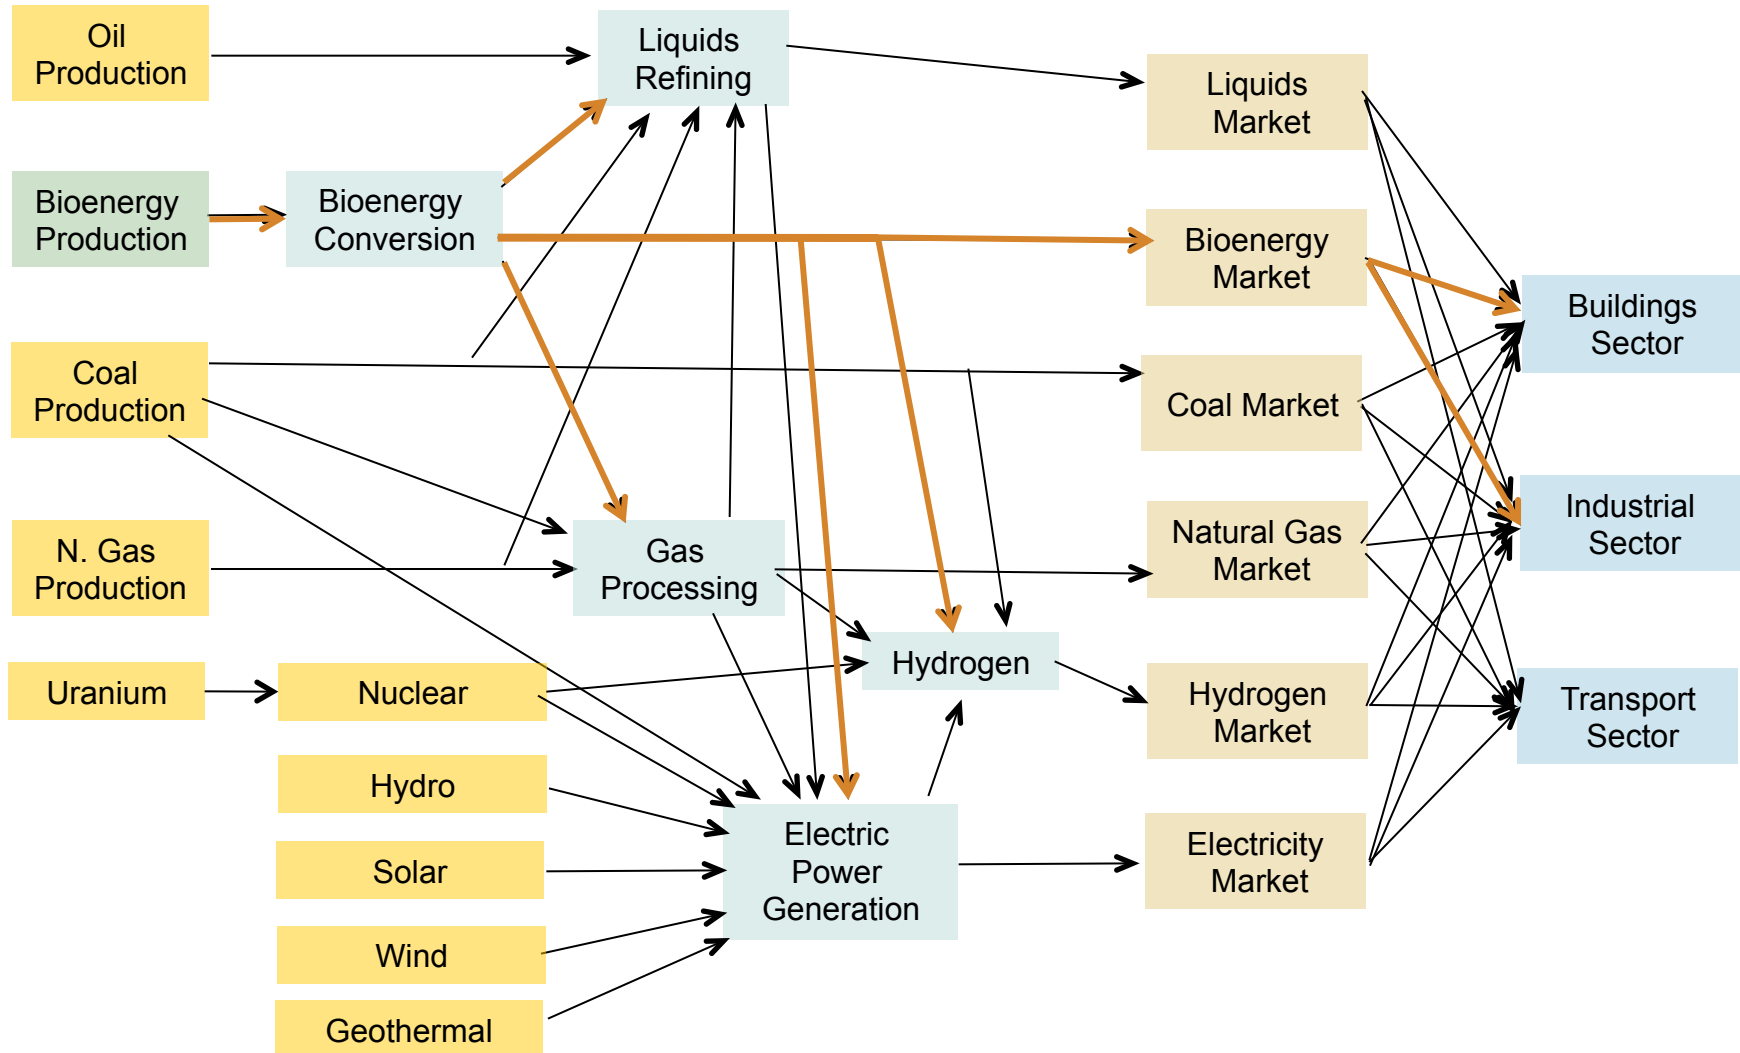 Oil
Production
Liquids
Refining
Liquids
Market
Bioenergy
Production
Bioenergy
Conversion
Bioenergy
Market
Buildings
Sector
Coal
Production
Coal Market
N. Gas
Production
Gas
Processing
Natural Gas
Market
Industrial
Sector
Uranium
Nuclear
Hydrogen
Hydrogen
Market
Transport
Sector
Hydro
Solar
Wind
Geothermal
Electric
Power
Generation
Electricity
Market